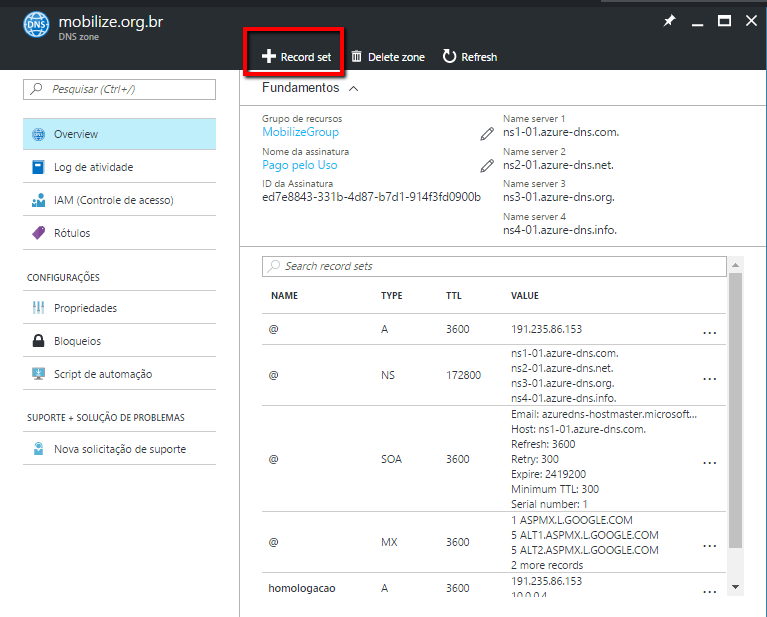 mobilize.org.br
DNS zone
DNS
Record set
Delete zone
Refresh
Pesquisar (Ctrl+/)
Overview
Log de atividade
IAM (Controle de acesso)
Rótulos
CONFIGURAÇÕES
Propriedades
Bloqueios
Script de automação
SUPORTE + SOLUÇÃO DE PROBLEMAS
Nova solicitação de suporte
Fundamentos
Grupo de recursos
MobilizeGroup
Nome da assinatura
Pago pelo Uso
ID da Assinatura
ed7e8843-331b-4d87-b7d1-914f3fd0900b
Name server 1
ns1-01.azure-dns.com.
Name server 2
ns2-01.azure-dns.net.
Name server 3
ns3-01.azure-dns.org.
Name server 4
ns4-01.azure-dns.info.
Search record sets
NAME TYPE TTL VALUE
@ A 3600 191.235.86.153 ...
@ NS 172800 ns1-01.azure-dns.com.
ns2-01.azure-dns.net.
ns3-01.azure-dns.org.
ns4-01.azure-dns.info.
...
@ SOA 3600 Email: azuredns-hostmaster.microsoft...
Host: ns1-01.azure-dns.com.
Refresh: 3600
Retry: 300
Expire: 2419200
Minimum TTL: 300
Serial number: 1
...
@ MX 3600 1 ASPMX.L.GOOGLE.COM
5 ALT1.ASPMX.L.GOOGLE.COM
5 ALT2.ASPMX.L.GOOGLE.COM
2 more records
...
homologacao A 3600 191.235.86.153
10.0.0.4
...